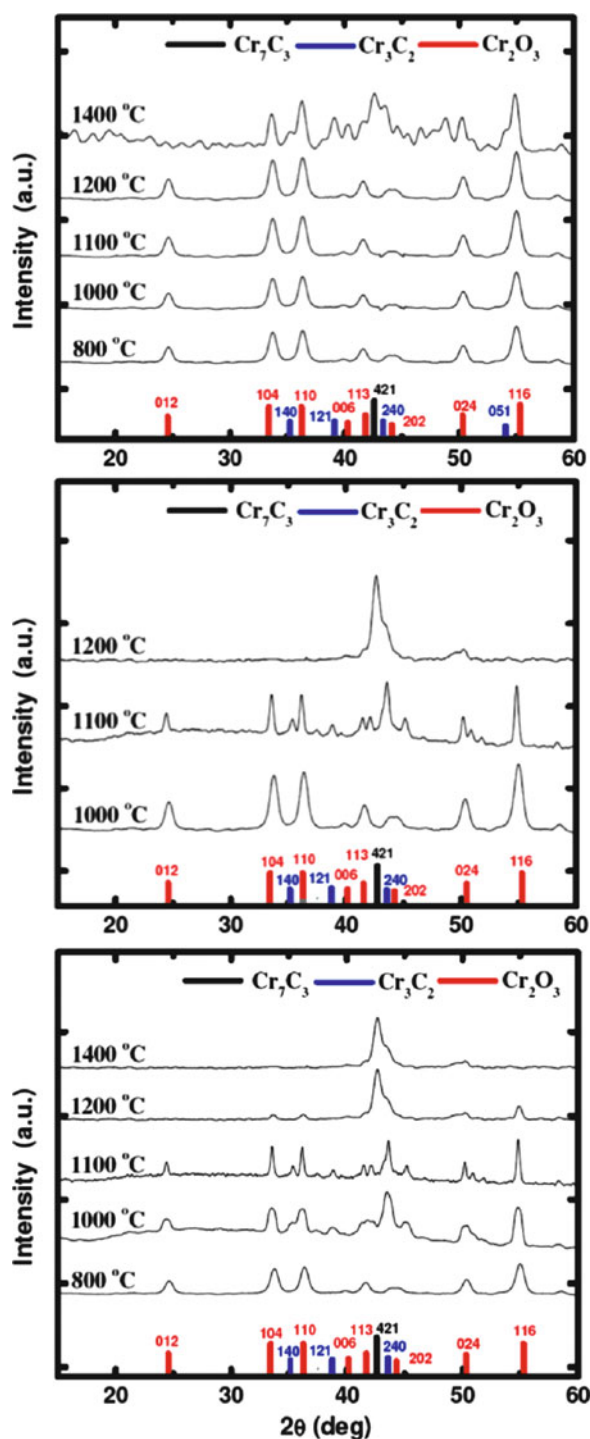 Cr7C3 Cr3C2 Cr2O3
1400 °C
1200 °C
1100 °C
1000 °C
800 °C
Intensity (a.u.)
012 104 140 110 121 006 113 421 240 202 024 051 116
20 30 40 50 60
Cr7C3 Cr3C2 Cr2O3
1200 °C
1100 °C
1000 °C
Intensity (a.u.)
012 104 140 110 121 006 113 421 240 202 024 116
20 30 40 50 60
Cr7C3 Cr3C2 Cr2O3
1400 °C
1200 °C
1100 °C
1000 °C
800 °C
Intensity (a.u.)
012 104 140 110 121 006 113 421 240 202 024 116
20 30 40 50 60
2θ (deg)